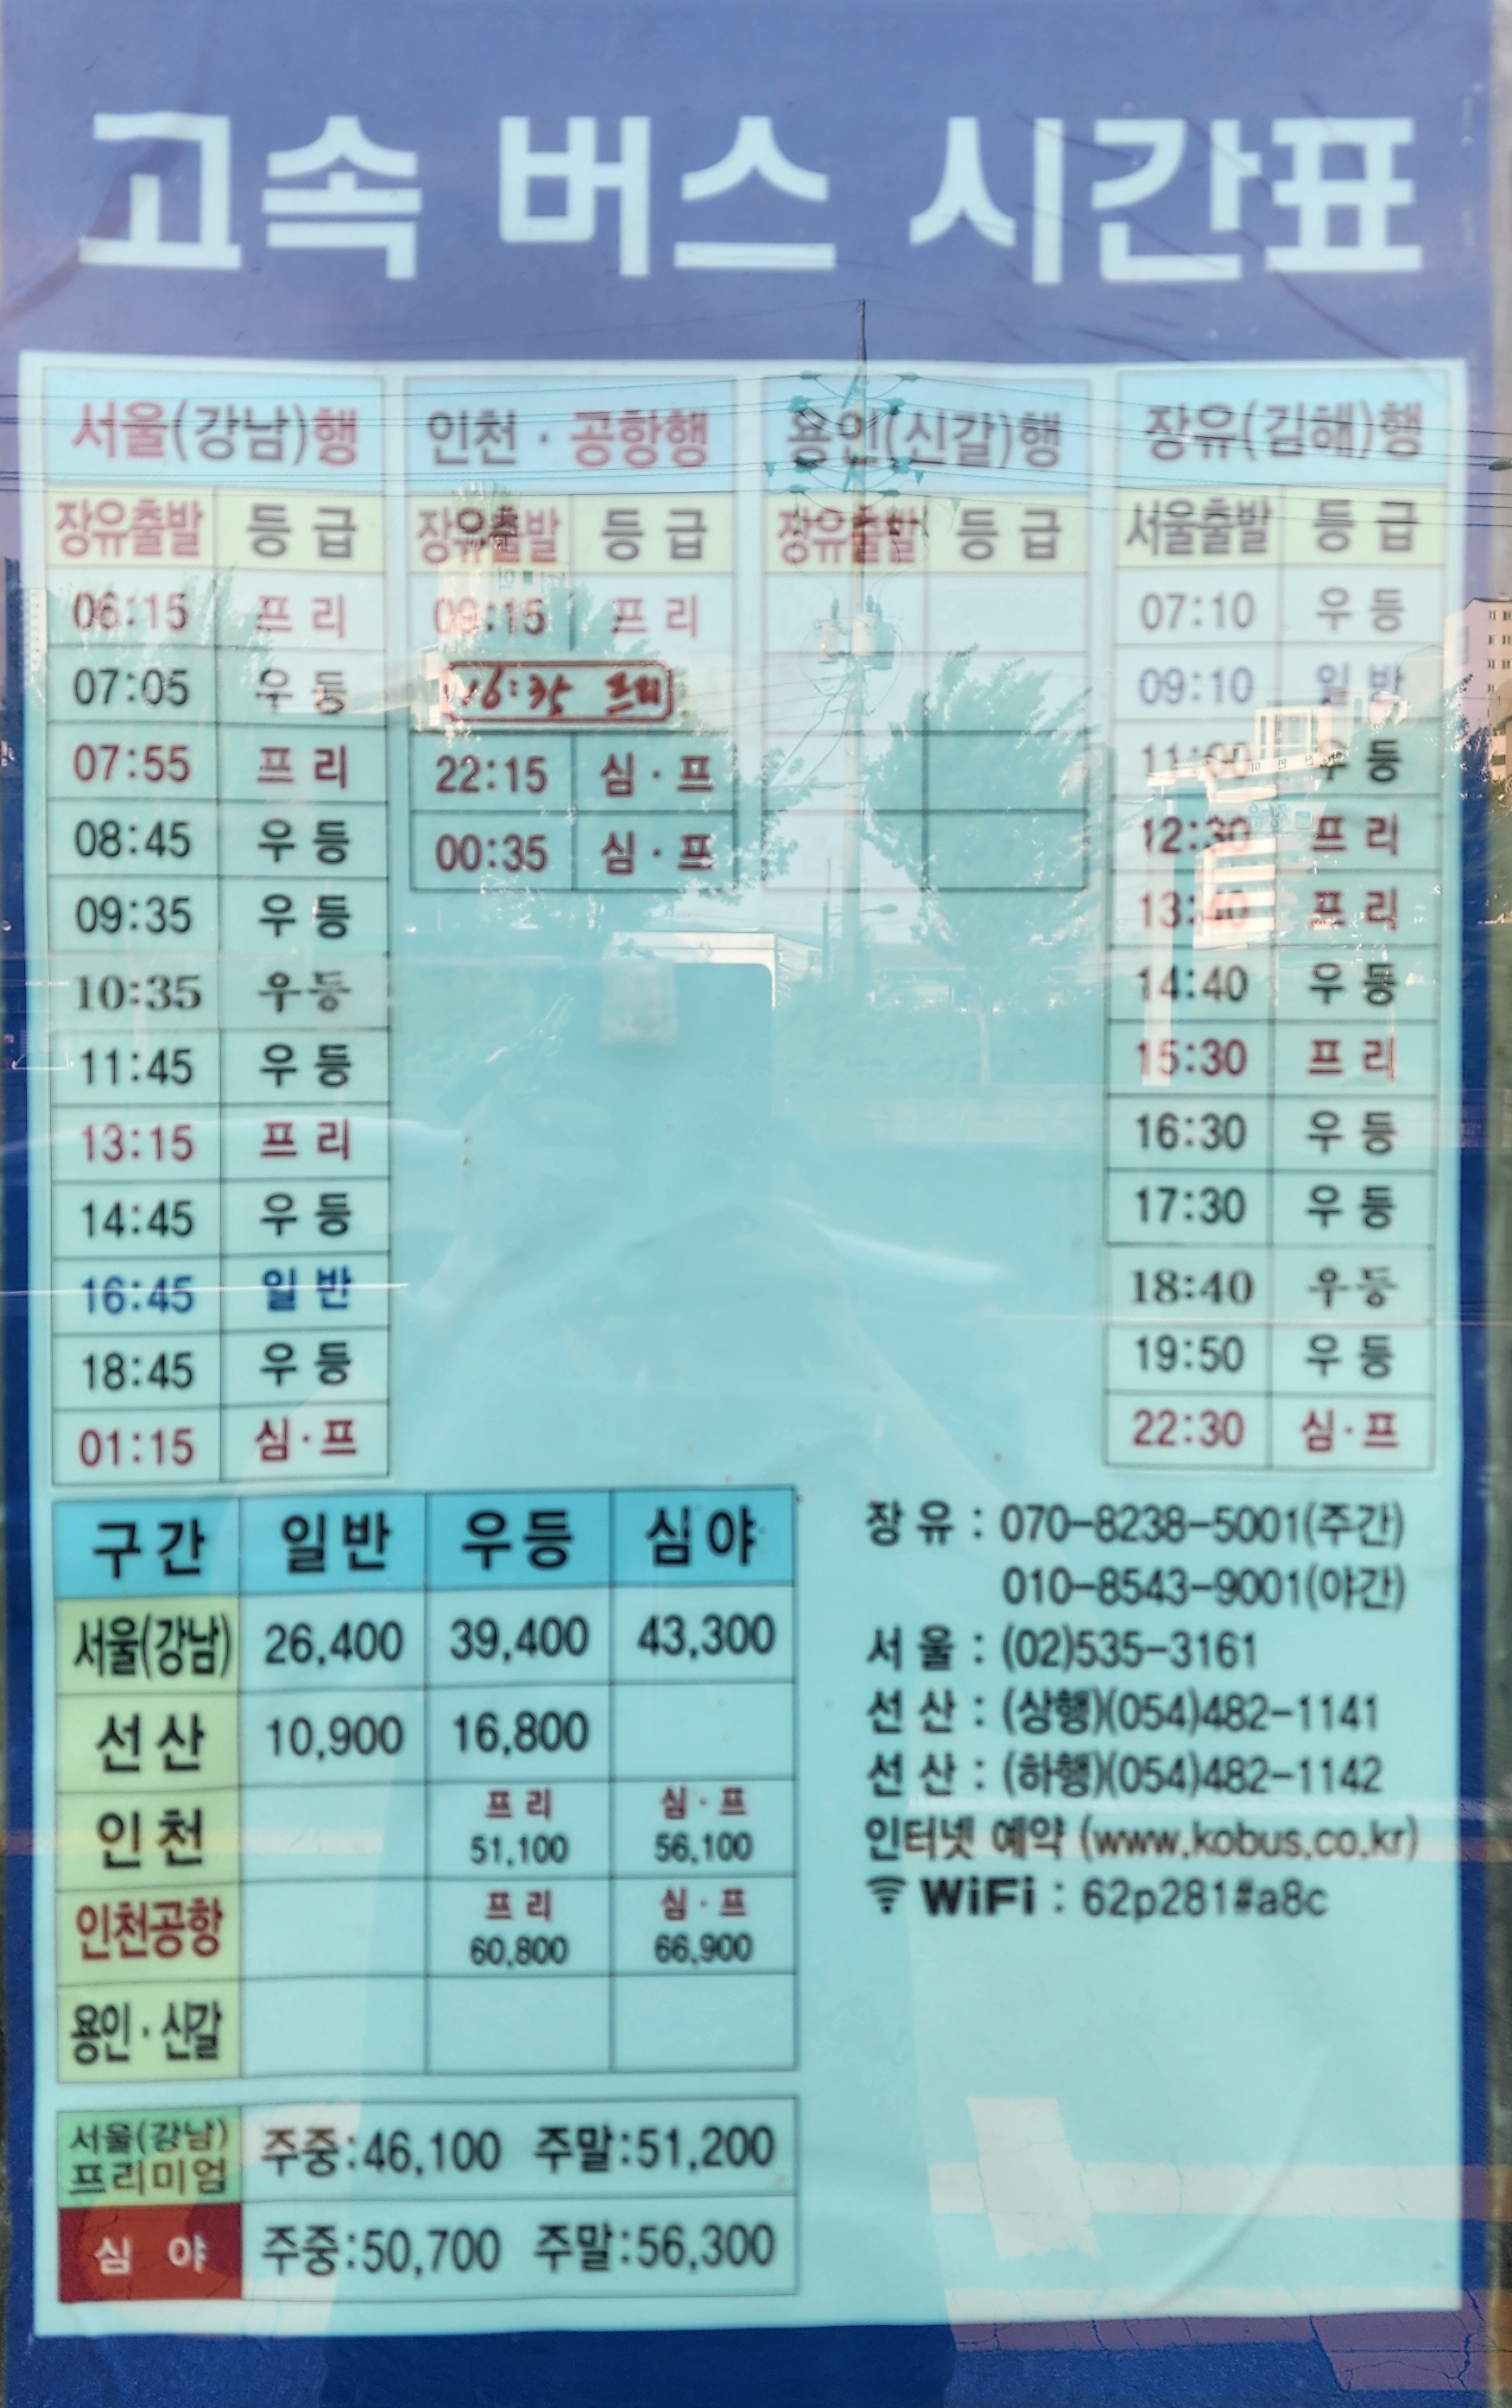 고속 버스 시간표
서울(강남)행
장유출발 등 급
06:15 프 리
07:05 우 등
07:55 프 리
08:45 우 등
09:35 우 등
10:35 우등
11:45 우 등
13:15 프 리
14:45 우 등
16:45 일 반
18:45 우 등
01:15 심·프
인천·공항행
장유출발 등 급
09:15 프 리
16:35 프리
22:15 심·프
00:35 심·프
용인(신갈)행
장유출발 등 급
장유(김해)행
서울출발 등 급
07:10 우 등
09:10 일 반
우 등
12:30 프 리
13:40 프 리
14:40 우 등
15:30 프 리
16:30 우 등
17:30 우 등
18:40 우등
19:50 우 등
22:30 심·프
구 간 일 반 우 등 심 야
서울(강남) 26,400 39,400 43,300
선 산 10,900 16,800
프 리 심·프
인 천 51,100 56,100
프 리 심·프
인천공항 60,800 66,900
용인·신갈
서울(강남)
프리미엄 주중:46,100 주말:51,200
심 야 주중:50,700 주말:56,300
장 유 : 070-8238-5001(주간)
010-8543-9001(야간)
서 울 : (02)535-3161
선 산 : (상행)(054)482-1141
선 산 : (하행)(054)482-1142
인터넷 예약 (www.kobus.co.kr)
WiFi : 62p281#a8c